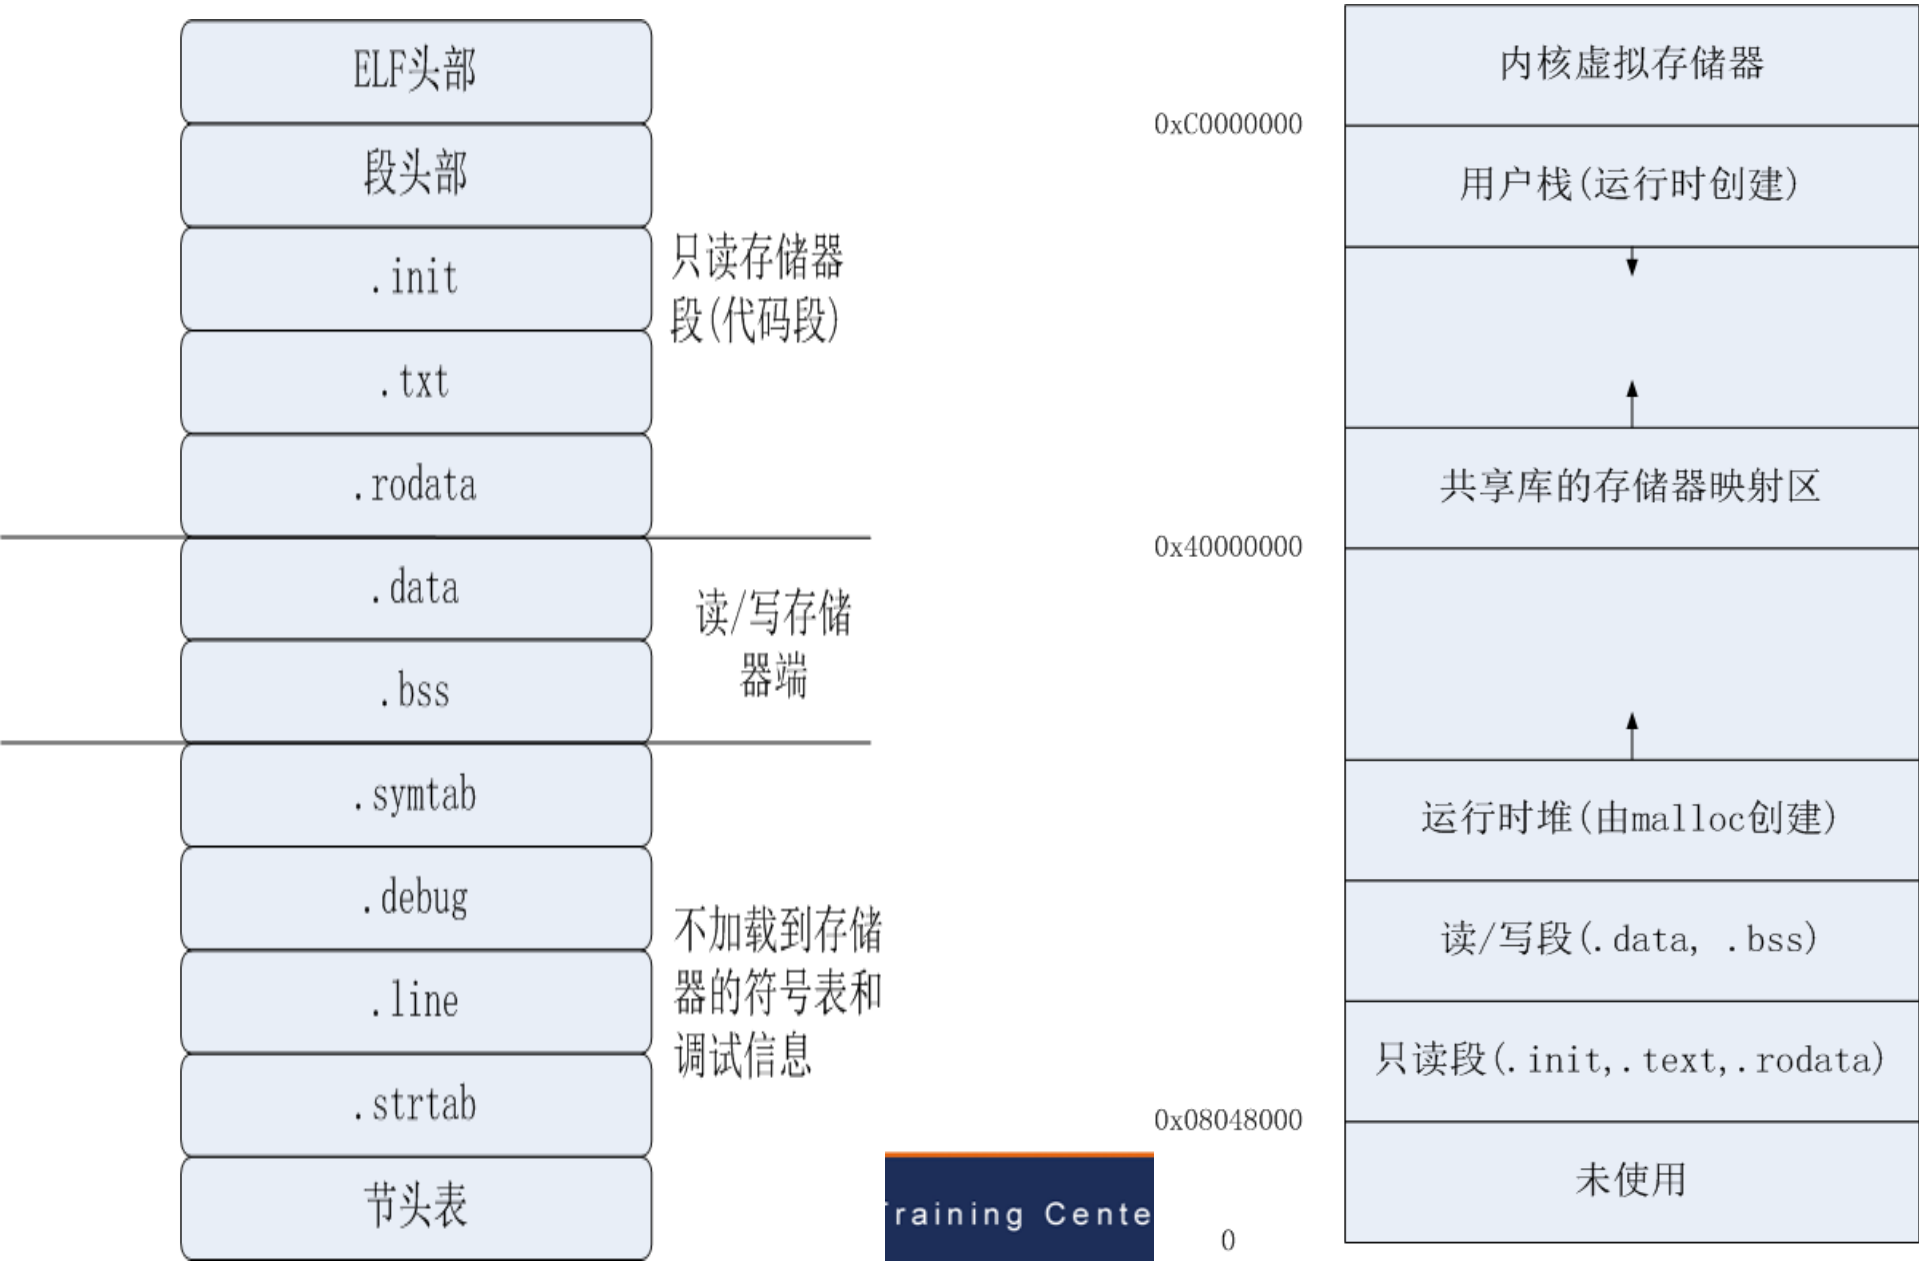 ELF头部
段头部
.init
.txt
.rodata
只读存储器
段(代码段)
.data
.bss
读/写存储
器端
.symtab
.debug
.line
.strtab
节头表
不加载到存储
器的符号表和
调试信息
raining Cente
内核虚拟存储器
0xC0000000
用户栈(运行时创建)
共享库的存储器映射区
0x40000000
运行时堆(由malloc创建)
读/写段(.data, .bss)
只读段(.init,.text,.rodata)
0x08048000
未使用
0